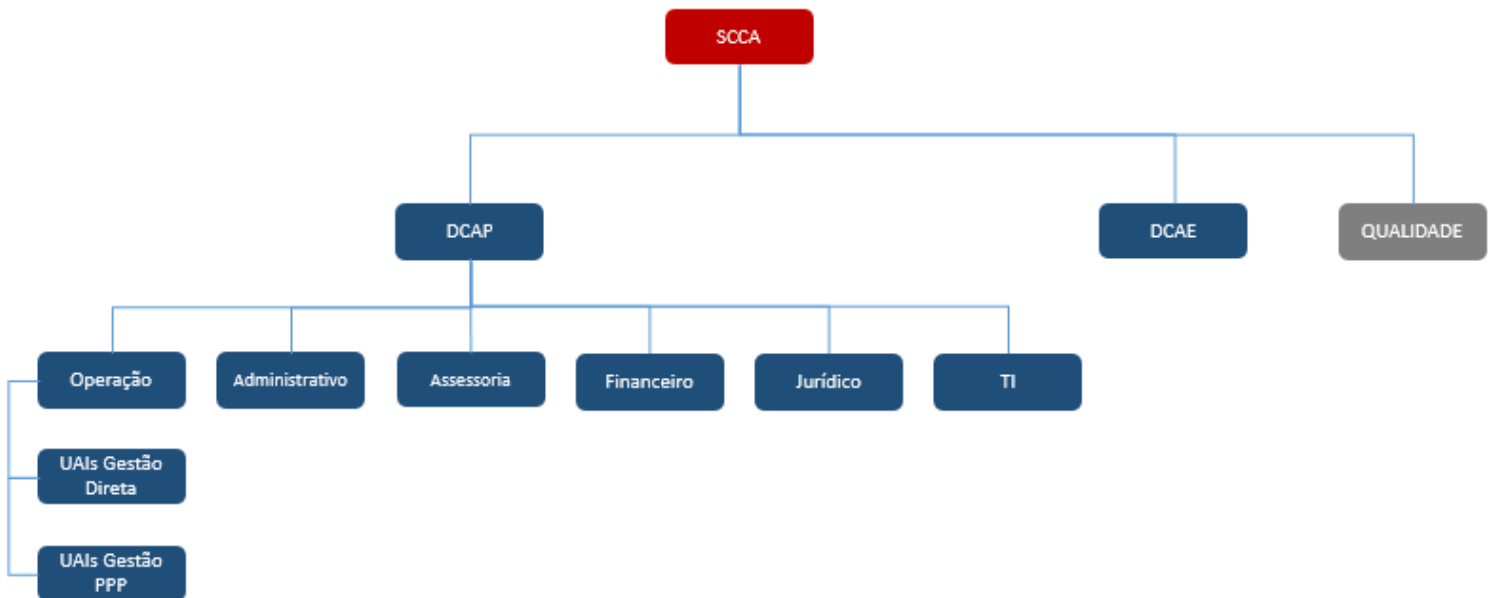 SCCA
DCAP
DCAE
QUALIDADE
Operação
Administrativo
Assessoria
Financeiro
Jurídico
TI
UAIs Gestão
Direta
UAIs Gestão
PPP